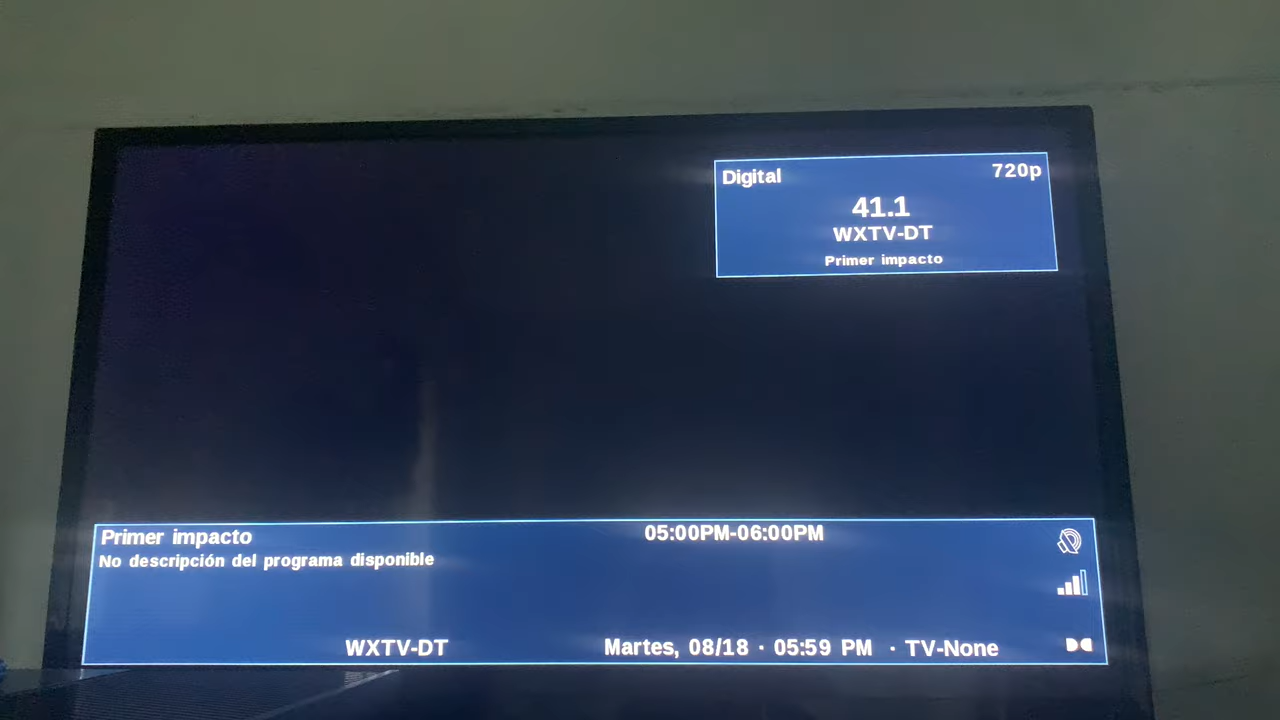 Digital 720p
41.1
WXTV-DT
Primer impacto
Primer impacto 05:00PM-06:00PM
No descripción del programa disponible
WXTV-DT Martes, 08/18 · 05:59 PM · TV-None